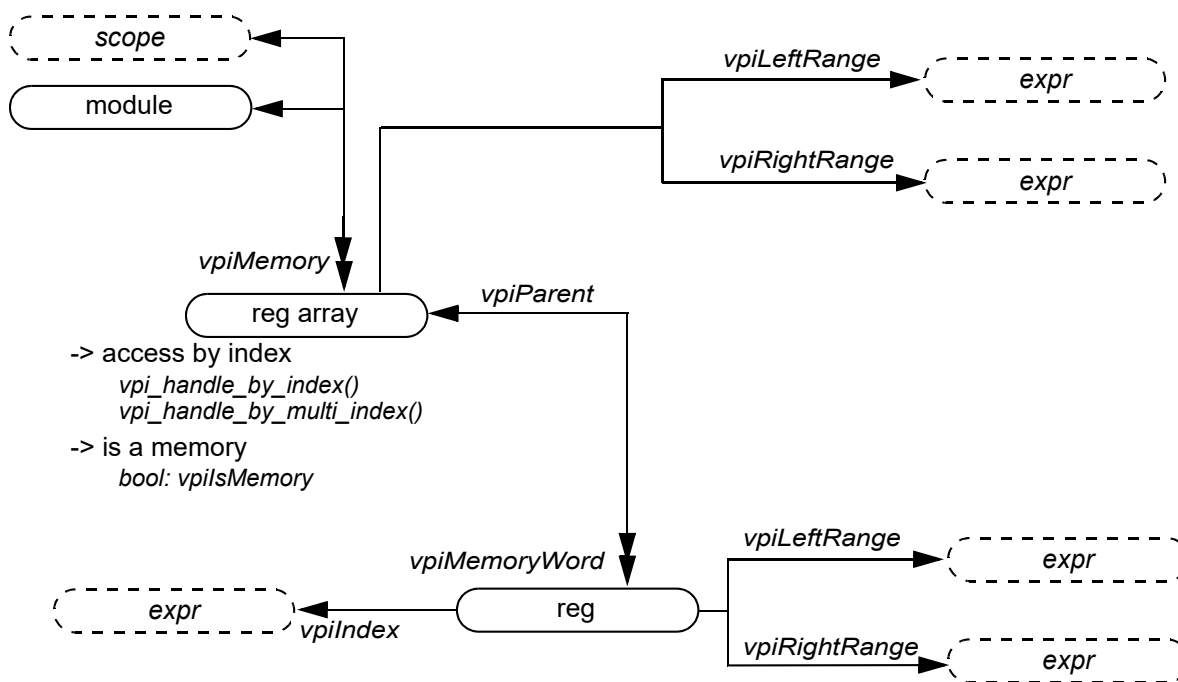 scope
vpiLeftRange
expr
module
vpiRightRange
expr
vpiMemory
vpiParent
reg array
-> access by index
vpi_handle_by_index()
vpi_handle_by_multi_index()
-> is a memory
bool: vpiIsMemory
vpiLeftRange
expr
vpiMemoryWord
expr
reg
vpiIndex
vpiRightRange
expr